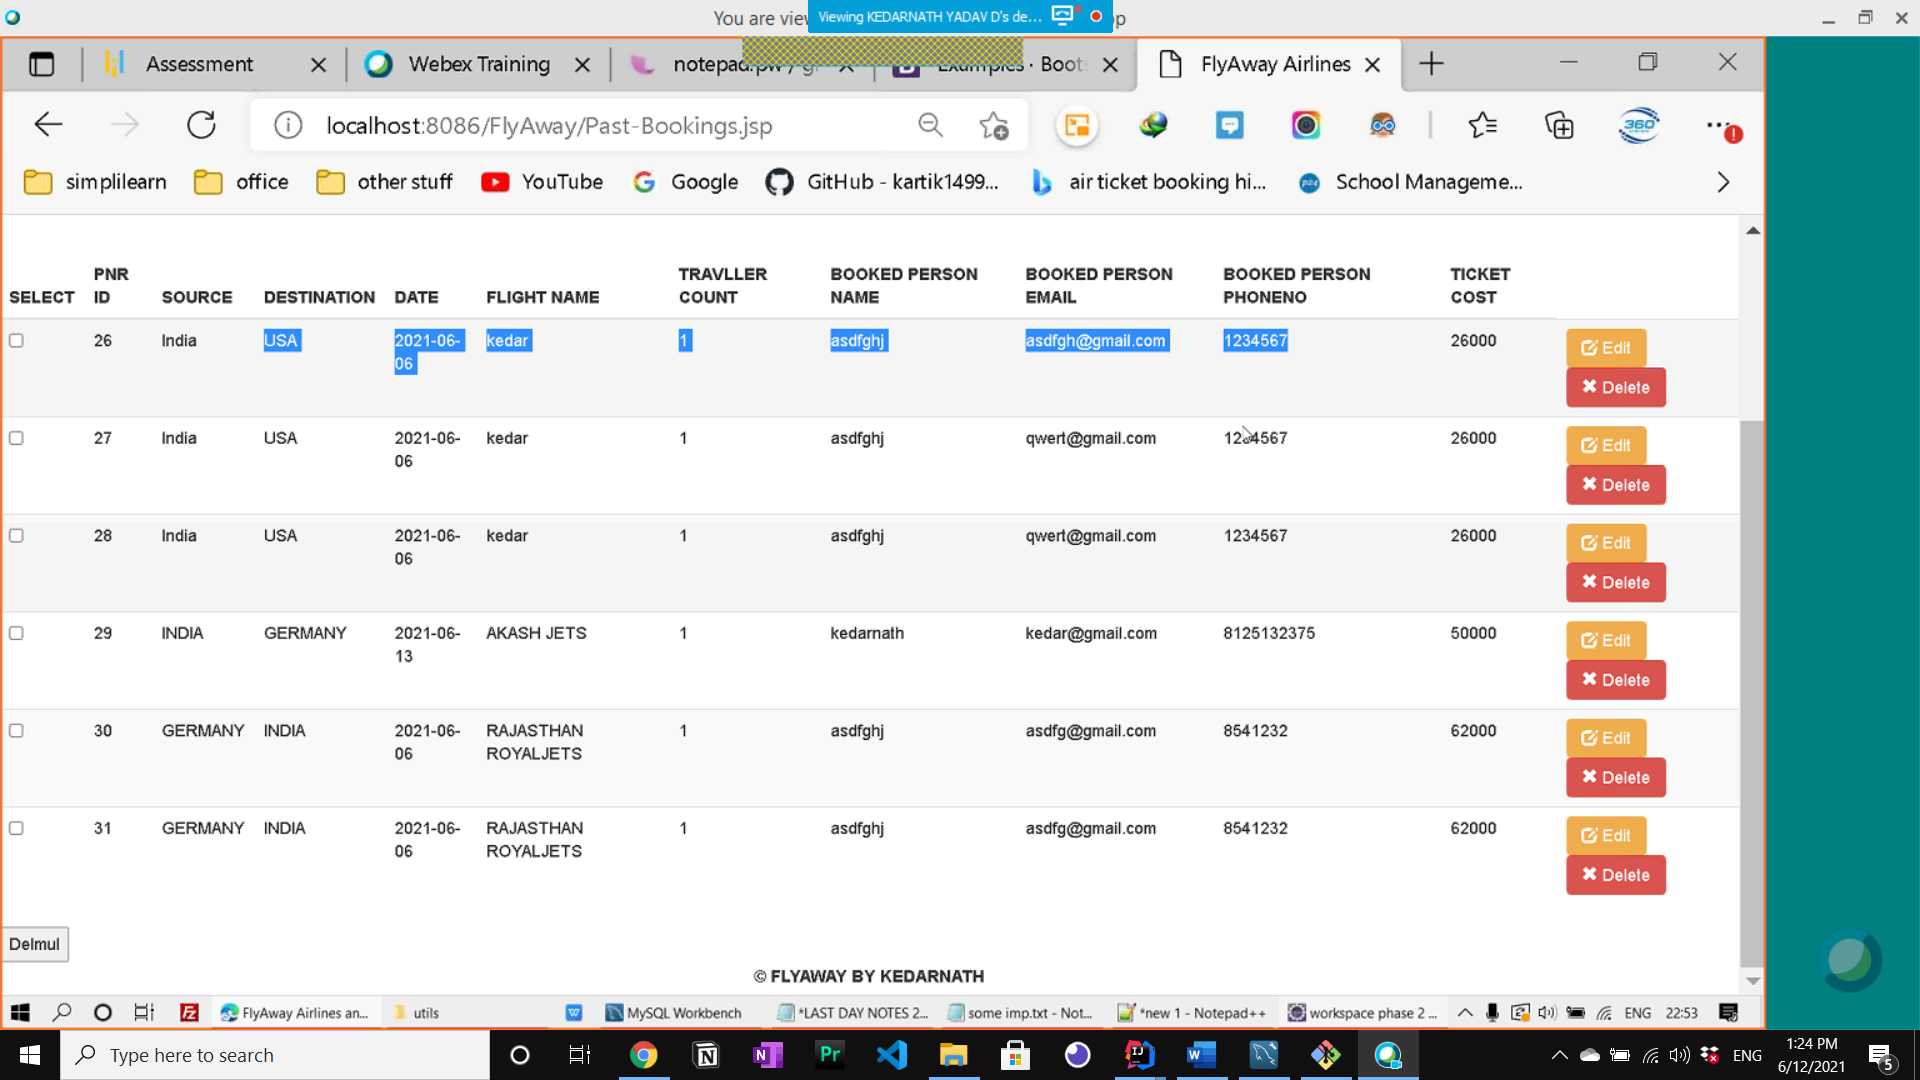 You are vie
Viewing KEDARNATH YADAV D's de...
p
Assessment
Webex Training
notepad.pw / g
Examples · Boots
FlyAway Airlines
localhost:8086/FlyAway/Past-Bookings.jsp
simplilearn
office
other stuff
YouTube
Google
GitHub - kartik1499...
air ticket booking hi...
School Manageme...
SELECT PNR ID SOURCE DESTINATION DATE FLIGHT NAME TRAVLLER COUNT BOOKED PERSON NAME BOOKED PERSON EMAIL BOOKED PERSON PHONENO TICKET COST
26 India USA 2021-06-06 kedar 1 asdfghj asdfgh@gmail.com 1234567 26000 Edit
Delete
27 India USA 2021-06-06 kedar 1 asdfghj qwert@gmail.com 1234567 26000 Edit
Delete
28 India USA 2021-06-06 kedar 1 asdfghj qwert@gmail.com 1234567 26000 Edit
Delete
29 INDIA GERMANY 2021-06-13 AKASH JETS 1 kedarnath kedar@gmail.com 8125132375 50000 Edit
Delete
30 GERMANY INDIA 2021-06-06 RAJASTHAN ROYALJETS 1 asdfghj asdfg@gmail.com 8541232 62000 Edit
Delete
31 GERMANY INDIA 2021-06-06 RAJASTHAN ROYALJETS 1 asdfghj asdfg@gmail.com 8541232 62000 Edit
Delete
Delmul
© FLYAWAY BY KEDARNATH
FlyAway Airlines an...
utils
MySQL Workbench
*LAST DAY NOTES 2...
some imp.txt - Not...
*new 1 - Notepad++
workspace phase 2 ...
ENG
22:53
Type here to search
ENG
1:24 PM
6/12/2021
5